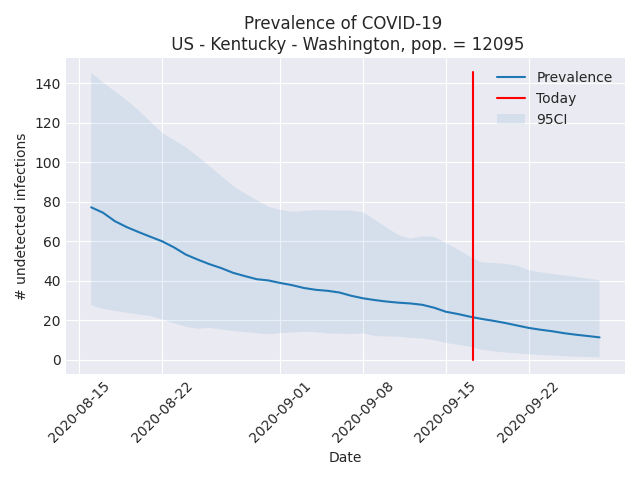 Prevalence of COVID-19
US - Kentucky - Washington, pop. = 12095
Prevalence
Today
95CI
# undetected infections
140
120
100
80
60
40
20
0
2020-08-15
2020-08-22
2020-09-01
2020-09-08
2020-09-15
2020-09-22
Date